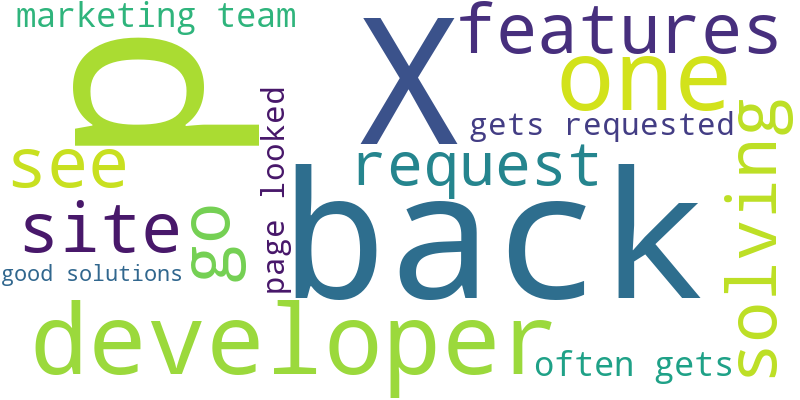 marketing team
p
X
features
one
gets requested
see
page looked
request
solving
site
go
back
good solutions
developer
often gets